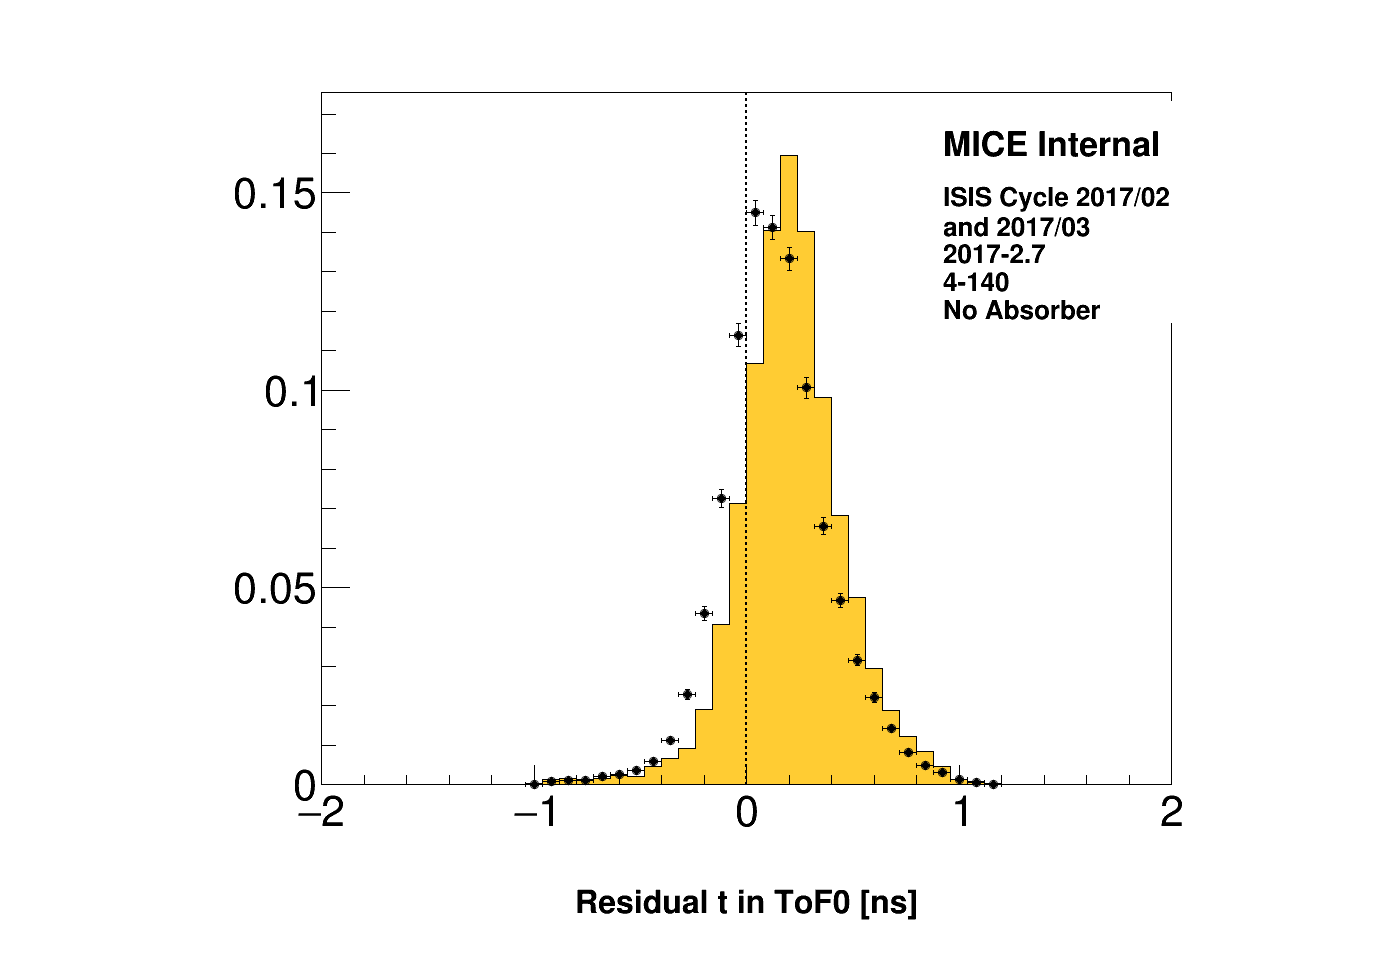 MICE Internal
ISIS Cycle 2017/02
and 2017/03
2017-2.7
4-140
No Absorber
0.15
0.1
0.05
0
−2
−1
0
1
2
Residual t in ToF0 [ns]